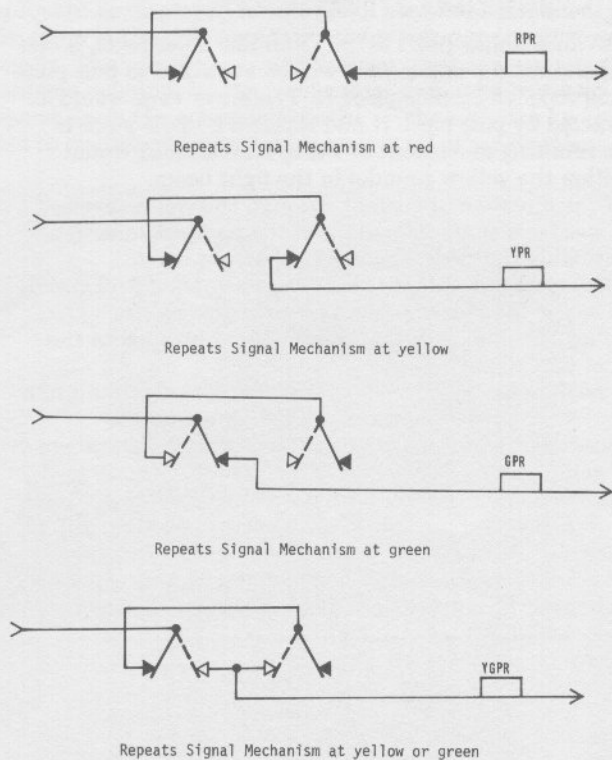 RPR
Repeats Signal Mechanism at red
YPR
Repeats Signal Mechanism at yellow
GPR
Repeats Signal Mechanism at green
YGPR
Repeats Signal Mechanism at yellow or green